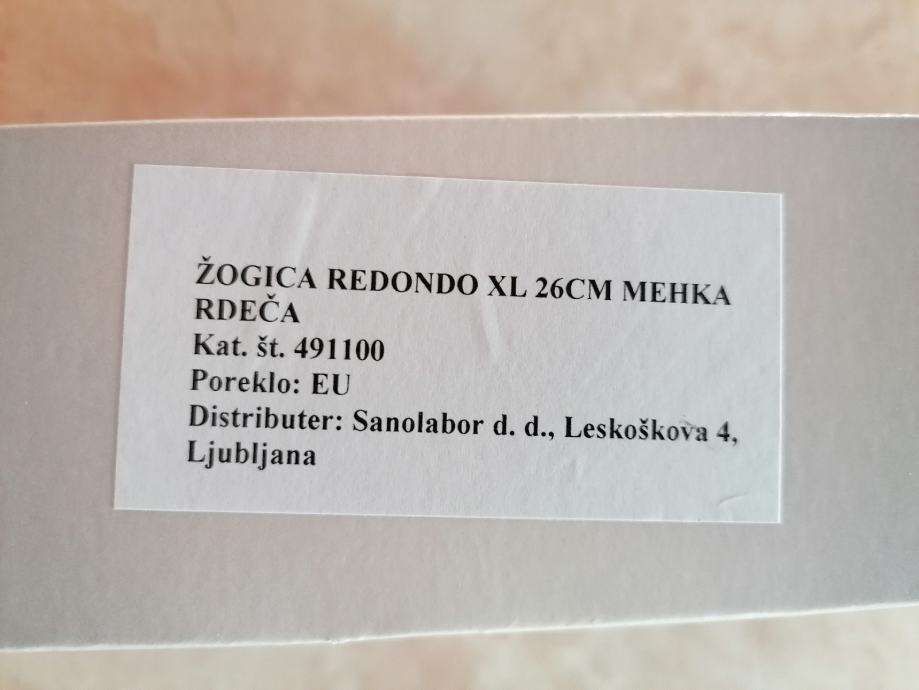 ŽOGICA REDONDO XL 26CM MEHKA
RDEČA
Kat. št. 491100
Poreklo: EU
Distributer: Sanolabor d. d., Leskoškova 4,
Ljubljana